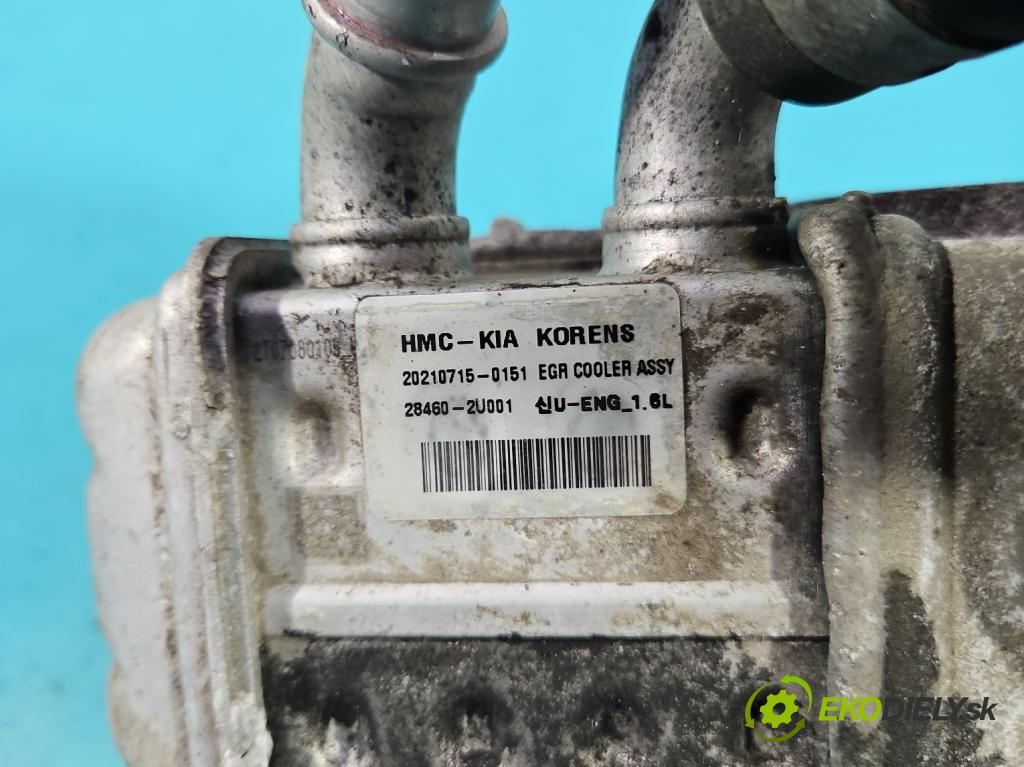 HMC-KIA KORENS
20210715-0151 EGR COOLER ASSY
28460-2U001 신U-ENG_1.6L
EKODIELY.sk